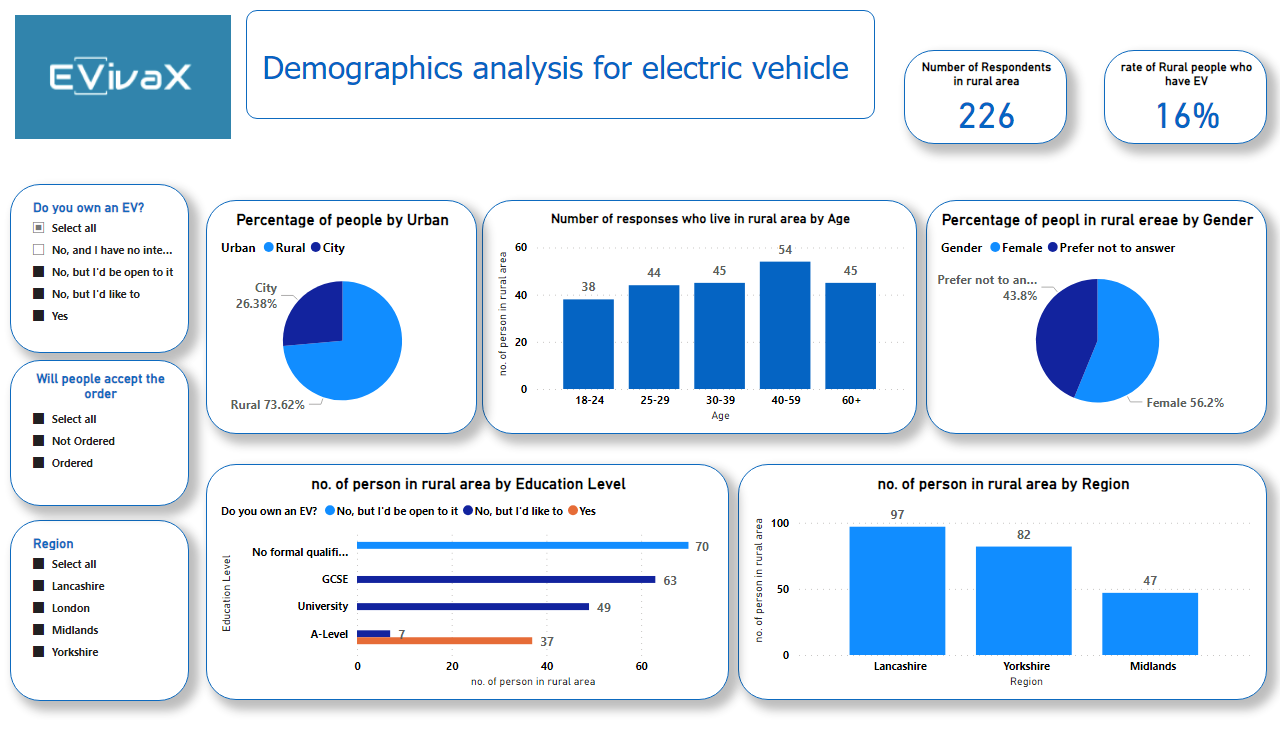 EVivaX
Demographics analysis for electric vehicle
Number of Respondents
in rural area
226
rate of Rural people who
have EV
16%
Do you own an EV?
Select all
No, and I have no inte...
No, but I'd be open to it
No, but I'd like to
Yes
Will people accept the
order
Select all
Not Ordered
Ordered
Region
Select all
Lancashire
London
Midlands
Yorkshire
Percentage of people by Urban
Urban Rural City
City
26.38%
Rural 73.62%
Number of responses who live in rural area by Age
no. of person in rural area
60
40
20
0
38
44
45
54
45
18-24
25-29
30-39
40-59
60+
Age
Percentage of peopl in rural ereae by Gender
Gender Female Prefer not to answer
Prefer not to an...
43.8%
Female 56.2%
no. of person in rural area by Education Level
Do you own an EV? No, but I'd be open to it No, but I'd like to Yes
Education Level
No formal qualifi... 70
GCSE 63
University 49
A-Level 7
37
0 20 40 60
no. of person in rural area
no. of person in rural area by Region
no. of person in rural area
100
50
0
97
82
47
Lancashire Yorkshire Midlands
Region